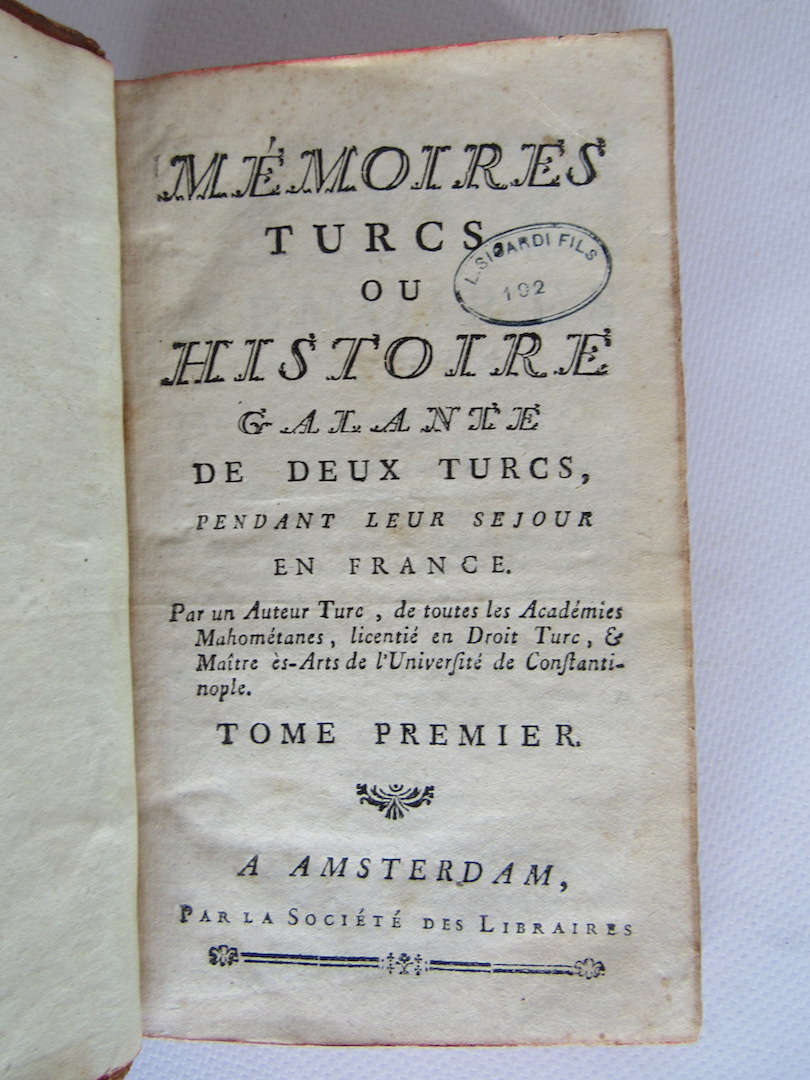 MÉMOIRES
TURCS
OU
HISTOIRE
GALANTE
DE DEUX TURCS,
PENDANT LEUR SEJOUR
EN FRANCE.
Par un Auteur Turc, de toutes les Académies
Mahométanes, licentié en Droit Turc, &
Maître ès-Arts de l'Univerſité de Conſtanti-
nople.
TOME PREMIER.
A AMSTERDAM,
PAR LA SOCIÉTÉ DES LIBRAIRES
L. SICARDI FILS
192